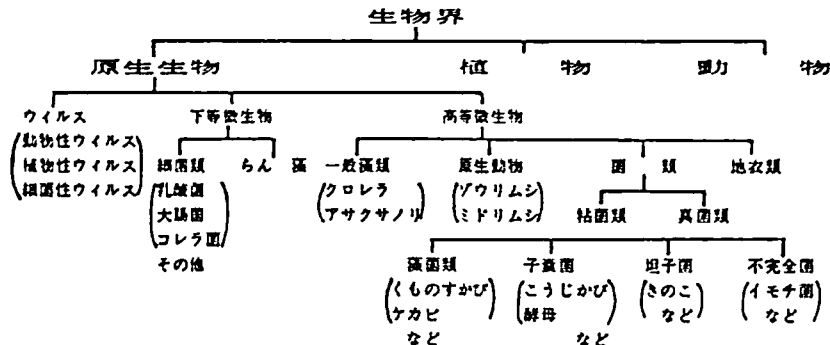 生物界
原生生物 植物 動物
ウィルス 下等微生物 高等微生物
(動物性ウィルス
植物性ウィルス
細菌性ウィルス)
細菌類 らん藻 一般藻類 原生動物 菌類 地衣類
(乳酸菌
大腸菌
コレラ菌)
その他
(クロレラ
アサクサノリ)
(ゾウリムシ
ミドリムシ)
粘菌類 真菌類
藻菌類 子嚢菌 担子菌 不完全菌
(くものすかび
ケカビ
など)
(こうじかび
酵母
など)
(きのこ
など)
(イモチ菌
など)